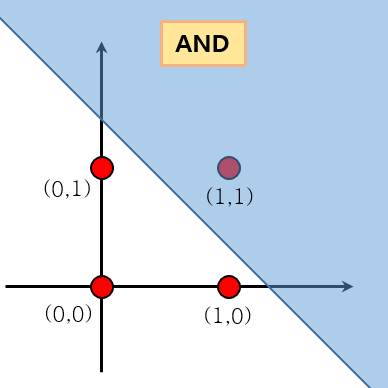 AND
(0,1)
(1,1)
(0,0)
(1,0)